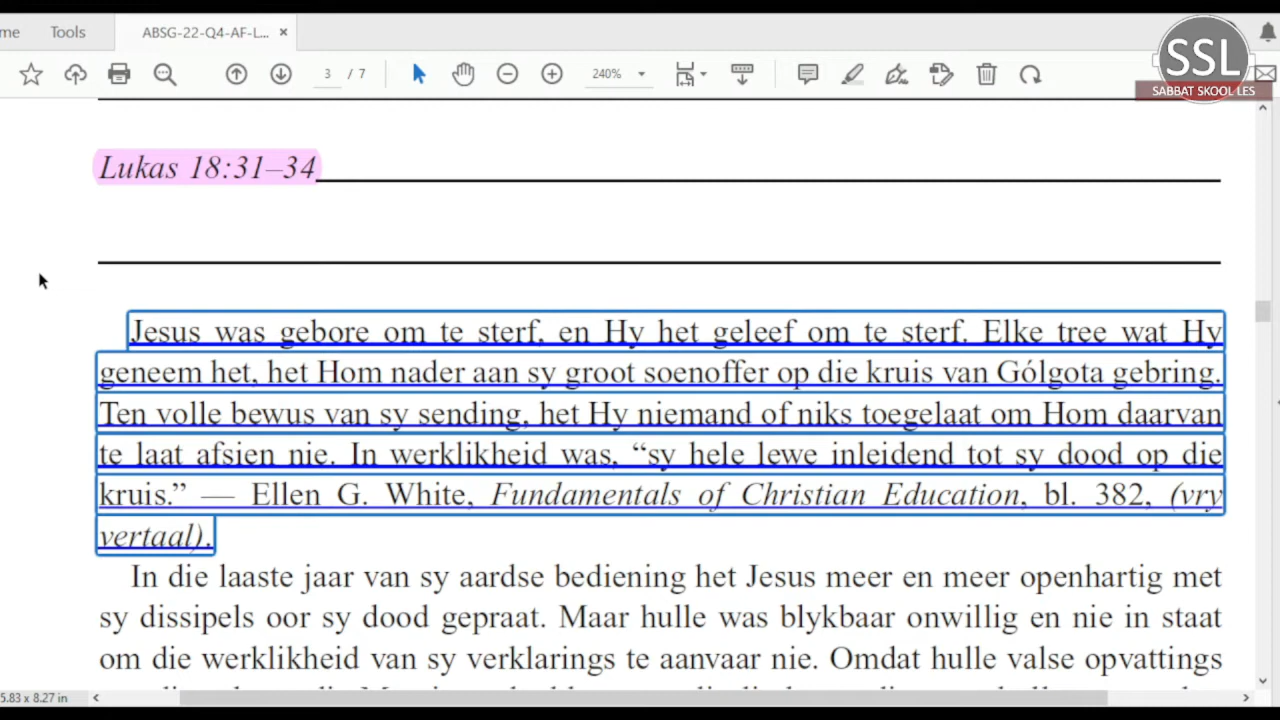 me Tools ABSG-22-Q4-AF-L... ×
SSL
SABBAT SKOOL LES
3 / 7 240%
Lukas 18:31–34
Jesus was gebore om te sterf, en Hy het geleef om te sterf. Elke tree wat Hy
geneem het, het Hom nader aan sy groot soenoffer op die kruis van Gólgota gebring.
Ten volle bewus van sy sending, het Hy niemand of niks toegelaat om Hom daarvan
te laat afsien nie. In werklikheid was, “sy hele lewe inleidend tot sy dood op die
kruis.” — Ellen G. White, Fundamentals of Christian Education, bl. 382, (vry
vertaal).
In die laaste jaar van sy aardse bediening het Jesus meer en meer openhartig met
sy dissipels oor sy dood gepraat. Maar hulle was blykbaar onwillig en nie in staat
om die werklikheid van sy verklarings te aanvaar nie. Omdat hulle valse opvattings
5.83 x 8.27 in